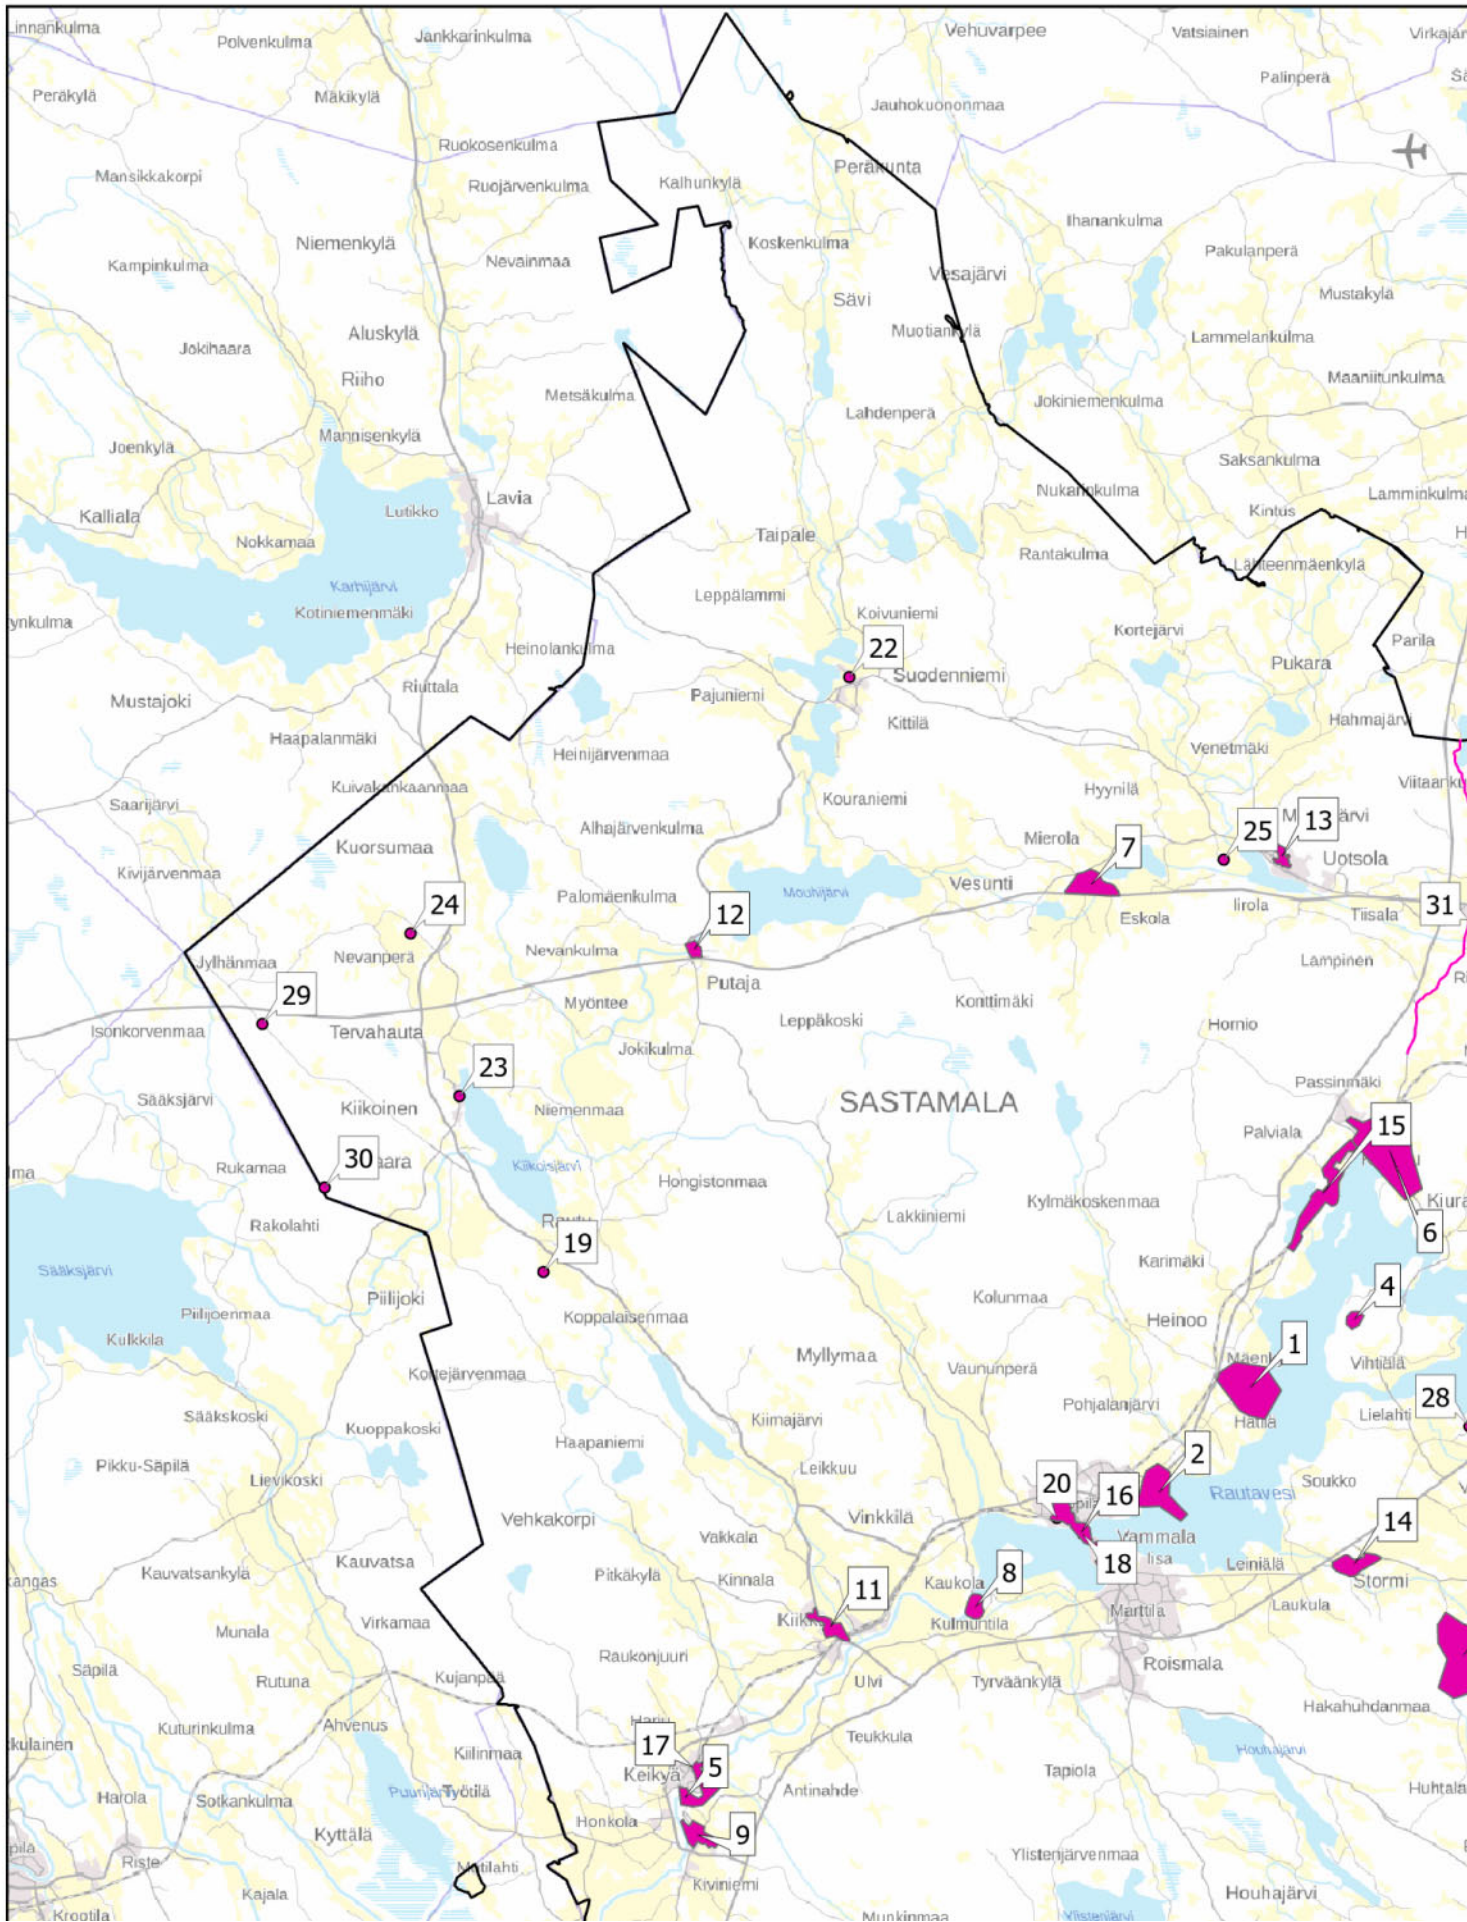 Polvenkulma
Jankkarinkulma
Vehuvarpee
Vatsiainen
Peräkylä
Mäkikylä
Jauhokuononmaa
Palinperä
Ruokosenkulma
Peräkunta
Mansikkakorpi
Ruojärvenkulma
Kalhunkylä
Ihanankulma
Niemenkylä
Koskenkulma
Pakulanperä
Kampinkulma
Nevainmaa
Vesajärvi
Sävi
Mustakylä
Aluskylä
Muotiankylä
Lammelankulma
Jokihaara
Riiho
Metsäkulma
Maaniitunkulma
Lahdenperä
Jokiniemenkulma
Joenkylä
Mannisenkylä
Saksankulma
Lavia
Nukarinkulma
Kalliala
Lutikko
Kintus
Nokkamaa
Taipale
Rantakulma
Lähteenmäenkylä
Karhijärvi
Leppälammi
Kotiniemenmäki
Koivuniemi
Kortejärvi
Parila
Heinolankulma
22
Pukara
Suodenniemi
Riuttala
Pajuniemi
Mustajoki
Kittilä
Hahmajärvi
Haapalanmäki
Heinijärvenmaa
Venetmäki
Kuivakankaanmaa
Hyynilä
Saarijärvi
Kouraniemi
Alhajärvenkulma
Mierola
25
13
Kuorsumaa
7
Uotsola
Kivijärvenmaa
Mouhijärvi
Vesunti
Palomäenkulma
24
Iirola
31
12
Eskola
Tiisala
Nevanperä
Nevankulma
Jylhänmaa
Lampinen
Putaja
29
Myöntee
Konttimäki
Isonkorvenmaa
Tervahauta
Leppäkoski
Hornio
Jokikulma
23
Passinmäki
Sääksjärvi
Kiikoinen
Niemenmaa
SASTAMALA
15
Palviala
30
Rukamaa
Kiikoisjärvi
Hongistonmaa
Kylmäkoskenmaa
Rakolahti
Lakkiniemi
6
19
Sääksjärvi
Karimäki
4
Piilijoki
Kolunmaa
Piilijoenmaa
Koppalaisenmaa
Heinoo
Kulkkila
1
Myllymaa
Vihtiälä
Kortejärvenmaa
Vaununperä
Pohjalanjärvi
28
Sääkskoski
Kiimajärvi
Lielahti
Kuoppakoski
Hätilä
Haapaniemi
2
Pikku-Säpilä
Leikkuu
Lievikoski
Soukko
20
16
Rautavesi
Vehkakorpi
Vinkkilä
14
Vakkala
Vammala
Kauvatsa
18
Iisa
Leiniälä
Kauvatsankylä
Pitkäkylä
Kinnala
Kaukola
8
Stormi
11
Marttila
Laukula
Virkamaa
Kulmuntila
Munala
Raukonjuuri
Roismala
Säpilä
Rutuna
Kujanpää
Ulvi
Tyrväänkylä
Hakahuhdanmaa
Ahvenus
Kuturinkulma
17
Teukkula
Kiilinmaa
5
Houhajärvi
Keikyä
Tapiola
Harola
Sotkankulma
Työtilä
Antinahde
Huhtala
Honkola
Kyttälä
9
Ylistenjärvenmaa
Riste
Matilahti
Kajala
Kiviniemi
Houhajärvi
Krootila
Munkinmaa
Ylistenjärvi